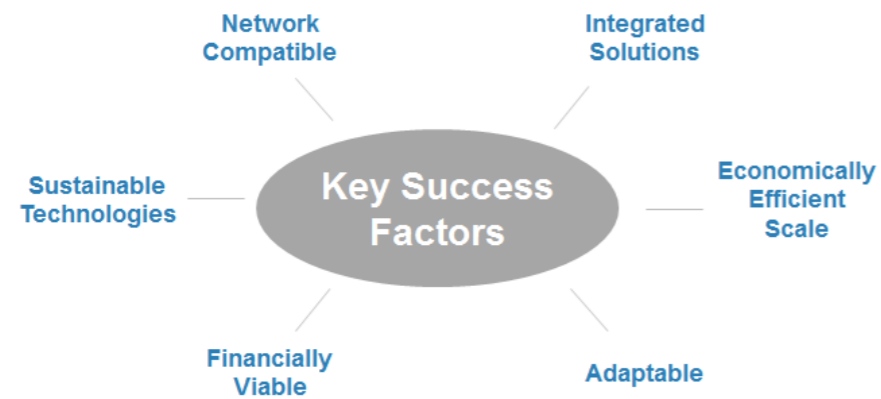 Network
Compatible
Integrated
Solutions
Sustainable
Technologies
Key Success
Factors
Economically
Efficient
Scale
Financially
Viable
Adaptable